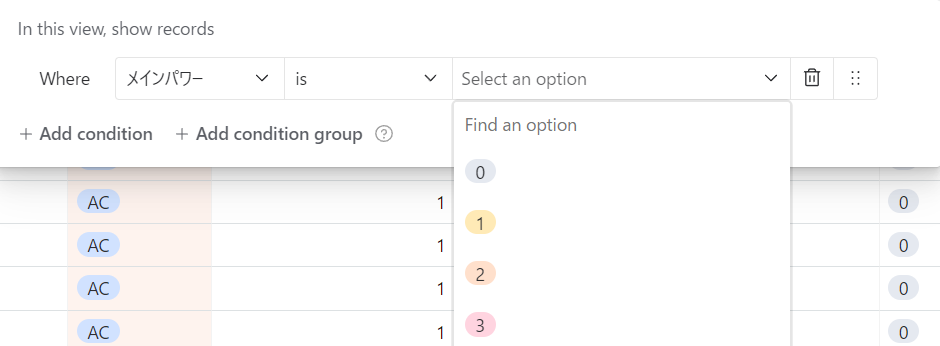 In this view, show records
Where メインパワー is Select an option
Find an option
+ Add condition + Add condition group ?
0
AC 1 0
1
AC 1 0
2
AC 1 0
3
AC 1 0